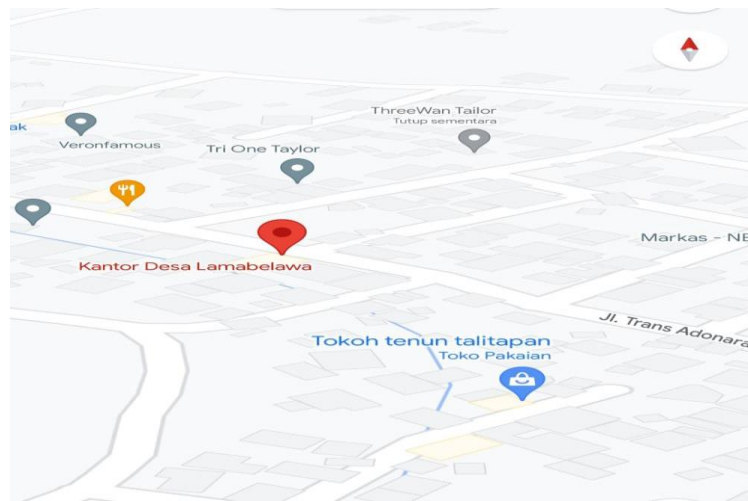 ThreeWan Tailor
Tutup sementara
ak
Veronfamous
Tri One Taylor
Markas - NE
Kantor Desa Lamabelawa
Jl. Trans Adonara
Tokoh tenun talitapan
Toko Pakaian